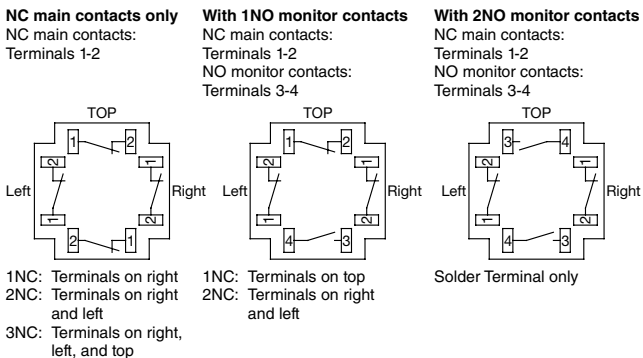 NC main contacts only
NC main contacts:
Terminals 1-2
With 1NO monitor contacts
NC main contacts:
Terminals 1-2
NO monitor contacts:
Terminals 3-4
With 2NO monitor contacts
NC main contacts:
Terminals 1-2
NO monitor contacts:
Terminals 3-4
TOP
1 2
2 1
Left Right
1 2
2 1
TOP
1 2
2 1
Left Right
1 2
4 3
TOP
3 4
2 1
Left Right
1 2
4 3
1NC: Terminals on right
2NC: Terminals on right
and left
3NC: Terminals on right,
left, and top
1NC: Terminals on top
2NC: Terminals on right
and left
Solder Terminal only